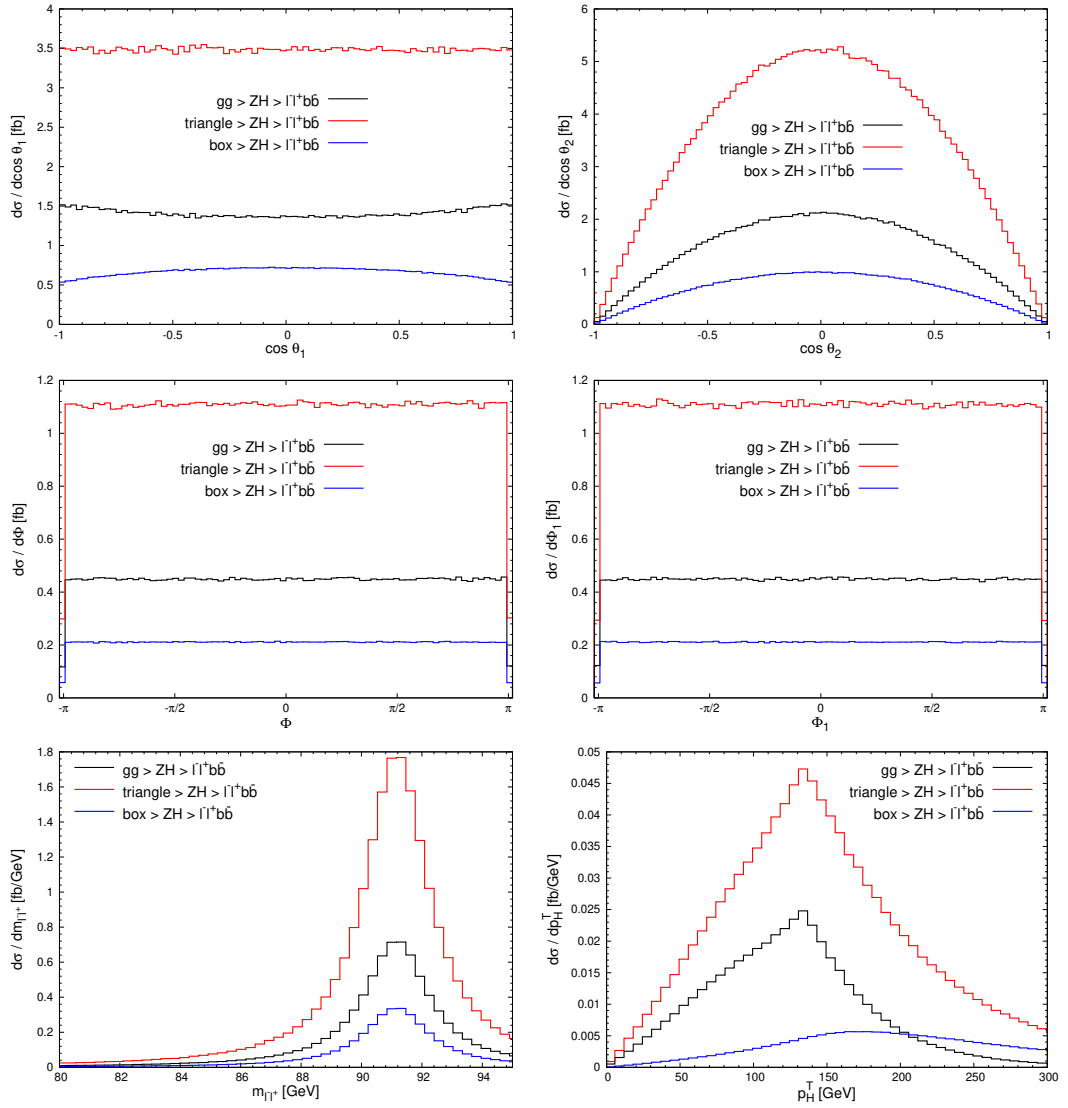 4
3.5
3
2.5
2
1.5
1
0.5
0
-1
-0.5
0
0.5
1
dσ / dcos θ₁ [fb]
cos θ₁
gg > ZH > l⁻l⁺bb̄
triangle > ZH > l⁻l⁺bb̄
box > ZH > l⁻l⁺bb̄
6
5
4
3
2
1
0
-1
-0.5
0
0.5
1
dσ / dcos θ₂ [fb]
cos θ₂
gg > ZH > l⁻l⁺bb̄
triangle > ZH > l⁻l⁺bb̄
box > ZH > l⁻l⁺bb̄
1.2
1
0.8
0.6
0.4
0.2
0
-π
-π/2
0
π/2
π
dσ / dΦ [fb]
Φ
gg > ZH > l⁻l⁺bb̄
triangle > ZH > l⁻l⁺bb̄
box > ZH > l⁻l⁺bb̄
1.2
1
0.8
0.6
0.4
0.2
0
-π
-π/2
0
π/2
π
dσ / dΦ₁ [fb]
Φ₁
gg > ZH > l⁻l⁺bb̄
triangle > ZH > l⁻l⁺bb̄
box > ZH > l⁻l⁺bb̄
1.8
1.6
1.4
1.2
1
0.8
0.6
0.4
0.2
0
80
82
84
86
88
90
92
94
dσ / dm_l⁻l⁺ [fb/GeV]
m_l⁻l⁺ [GeV]
gg > ZH > l⁻l⁺bb̄
triangle > ZH > l⁻l⁺bb̄
box > ZH > l⁻l⁺bb̄
0.05
0.045
0.04
0.035
0.03
0.025
0.02
0.015
0.01
0.005
0
0
50
100
150
200
250
300
dσ / dp_H^T [fb/GeV]
p_H^T [GeV]
gg > ZH > l⁻l⁺bb̄
triangle > ZH > l⁻l⁺bb̄
box > ZH > l⁻l⁺bb̄